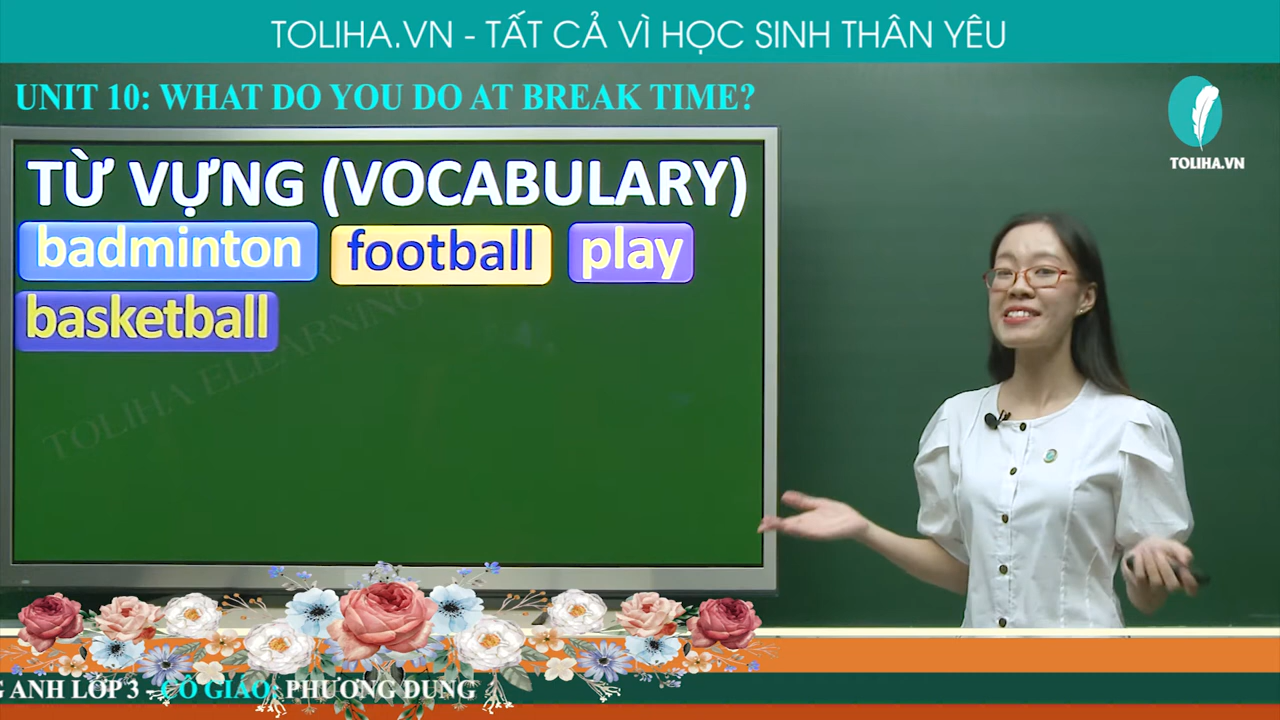 TOLIHA.VN - TẤT CẢ VÌ HỌC SINH THÂN YÊU
UNIT 10: WHAT DO YOU DO AT BREAK TIME?
TOLIHA.VN
TỪ VỰNG (VOCABULARY)
badminton football play
basketball
TOLIHA ELEARNING
G ANH LỚP 3 - CÔ GIÁO: PHƯƠNG DUNG